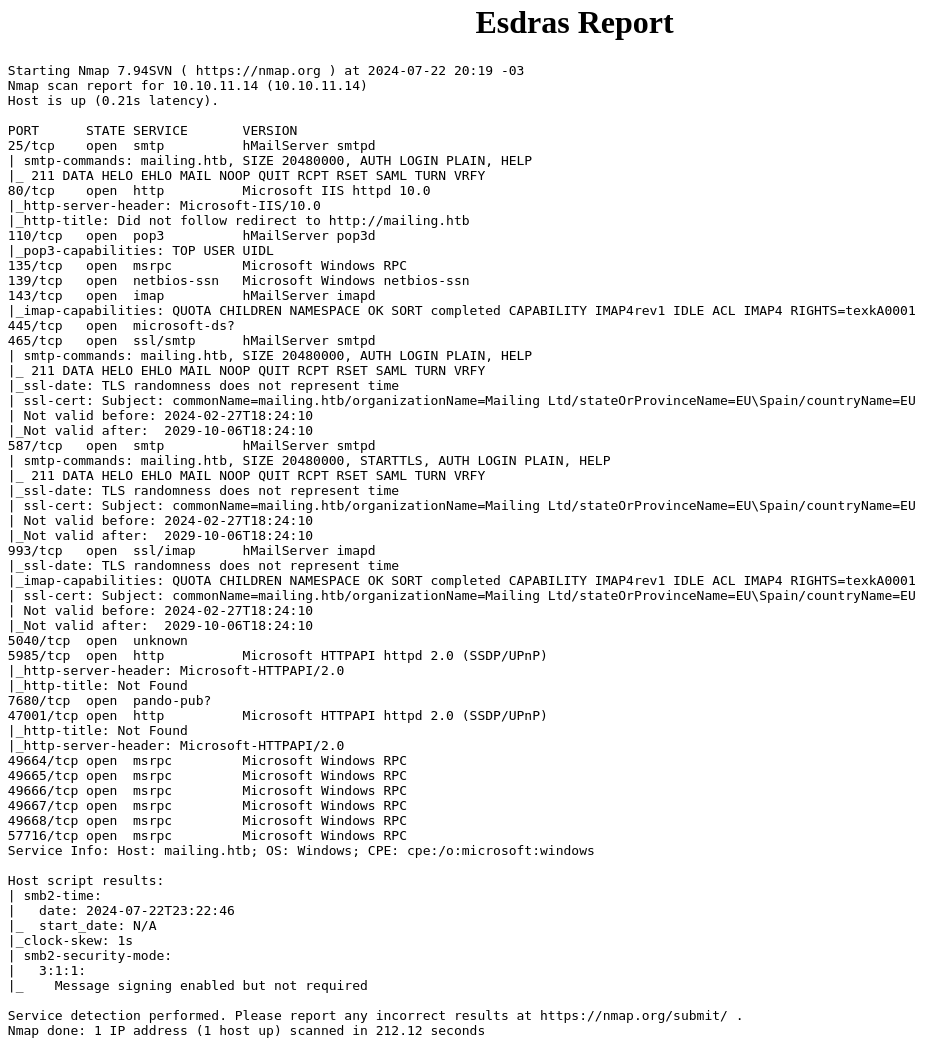 Esdras Report
Starting Nmap 7.94SVN ( https://nmap.org ) at 2024-07-22 20:19 -03
Nmap scan report for 10.10.11.14 (10.10.11.14)
Host is up (0.21s latency).
PORT      STATE SERVICE       VERSION
25/tcp    open  smtp          hMailServer smtpd
| smtp-commands: mailing.htb, SIZE 20480000, AUTH LOGIN PLAIN, HELP
|_ 211 DATA HELO EHLO MAIL NOOP QUIT RCPT RSET SAML TURN VRFY
80/tcp    open  http          Microsoft IIS httpd 10.0
|_http-server-header: Microsoft-IIS/10.0
|_http-title: Did not follow redirect to http://mailing.htb
110/tcp   open  pop3          hMailServer pop3d
|_pop3-capabilities: TOP USER UIDL
135/tcp   open  msrpc         Microsoft Windows RPC
139/tcp   open  netbios-ssn   Microsoft Windows netbios-ssn
143/tcp   open  imap          hMailServer imapd
|_imap-capabilities: QUOTA CHILDREN NAMESPACE OK SORT completed CAPABILITY IMAP4rev1 IDLE ACL IMAP4 RIGHTS=texkA0001
445/tcp   open  microsoft-ds?
465/tcp   open  ssl/smtp      hMailServer smtpd
| smtp-commands: mailing.htb, SIZE 20480000, AUTH LOGIN PLAIN, HELP
|_ 211 DATA HELO EHLO MAIL NOOP QUIT RCPT RSET SAML TURN VRFY
|_ssl-date: TLS randomness does not represent time
| ssl-cert: Subject: commonName=mailing.htb/organizationName=Mailing Ltd/stateOrProvinceName=EU\Spain/countryName=EU
| Not valid before: 2024-02-27T18:24:10
|_Not valid after:  2029-10-06T18:24:10
587/tcp   open  smtp          hMailServer smtpd
| smtp-commands: mailing.htb, SIZE 20480000, STARTTLS, AUTH LOGIN PLAIN, HELP
|_ 211 DATA HELO EHLO MAIL NOOP QUIT RCPT RSET SAML TURN VRFY
|_ssl-date: TLS randomness does not represent time
| ssl-cert: Subject: commonName=mailing.htb/organizationName=Mailing Ltd/stateOrProvinceName=EU\Spain/countryName=EU
| Not valid before: 2024-02-27T18:24:10
|_Not valid after:  2029-10-06T18:24:10
993/tcp   open  ssl/imap      hMailServer imapd
|_ssl-date: TLS randomness does not represent time
|_imap-capabilities: QUOTA CHILDREN NAMESPACE OK SORT completed CAPABILITY IMAP4rev1 IDLE ACL IMAP4 RIGHTS=texkA0001
| ssl-cert: Subject: commonName=mailing.htb/organizationName=Mailing Ltd/stateOrProvinceName=EU\Spain/countryName=EU
| Not valid before: 2024-02-27T18:24:10
|_Not valid after:  2029-10-06T18:24:10
5040/tcp  open  unknown
5985/tcp  open  http          Microsoft HTTPAPI httpd 2.0 (SSDP/UPnP)
|_http-server-header: Microsoft-HTTPAPI/2.0
|_http-title: Not Found
7680/tcp  open  pando-pub?
47001/tcp open  http          Microsoft HTTPAPI httpd 2.0 (SSDP/UPnP)
|_http-title: Not Found
|_http-server-header: Microsoft-HTTPAPI/2.0
49664/tcp open  msrpc         Microsoft Windows RPC
49665/tcp open  msrpc         Microsoft Windows RPC
49666/tcp open  msrpc         Microsoft Windows RPC
49667/tcp open  msrpc         Microsoft Windows RPC
49668/tcp open  msrpc         Microsoft Windows RPC
57716/tcp open  msrpc         Microsoft Windows RPC
Service Info: Host: mailing.htb; OS: Windows; CPE: cpe:/o:microsoft:windows
Host script results:
| smb2-time:
|   date: 2024-07-22T23:22:46
|_  start_date: N/A
|_clock-skew: 1s
| smb2-security-mode:
|   3:1:1:
|_    Message signing enabled but not required
Service detection performed. Please report any incorrect results at https://nmap.org/submit/ .
Nmap done: 1 IP address (1 host up) scanned in 212.12 seconds